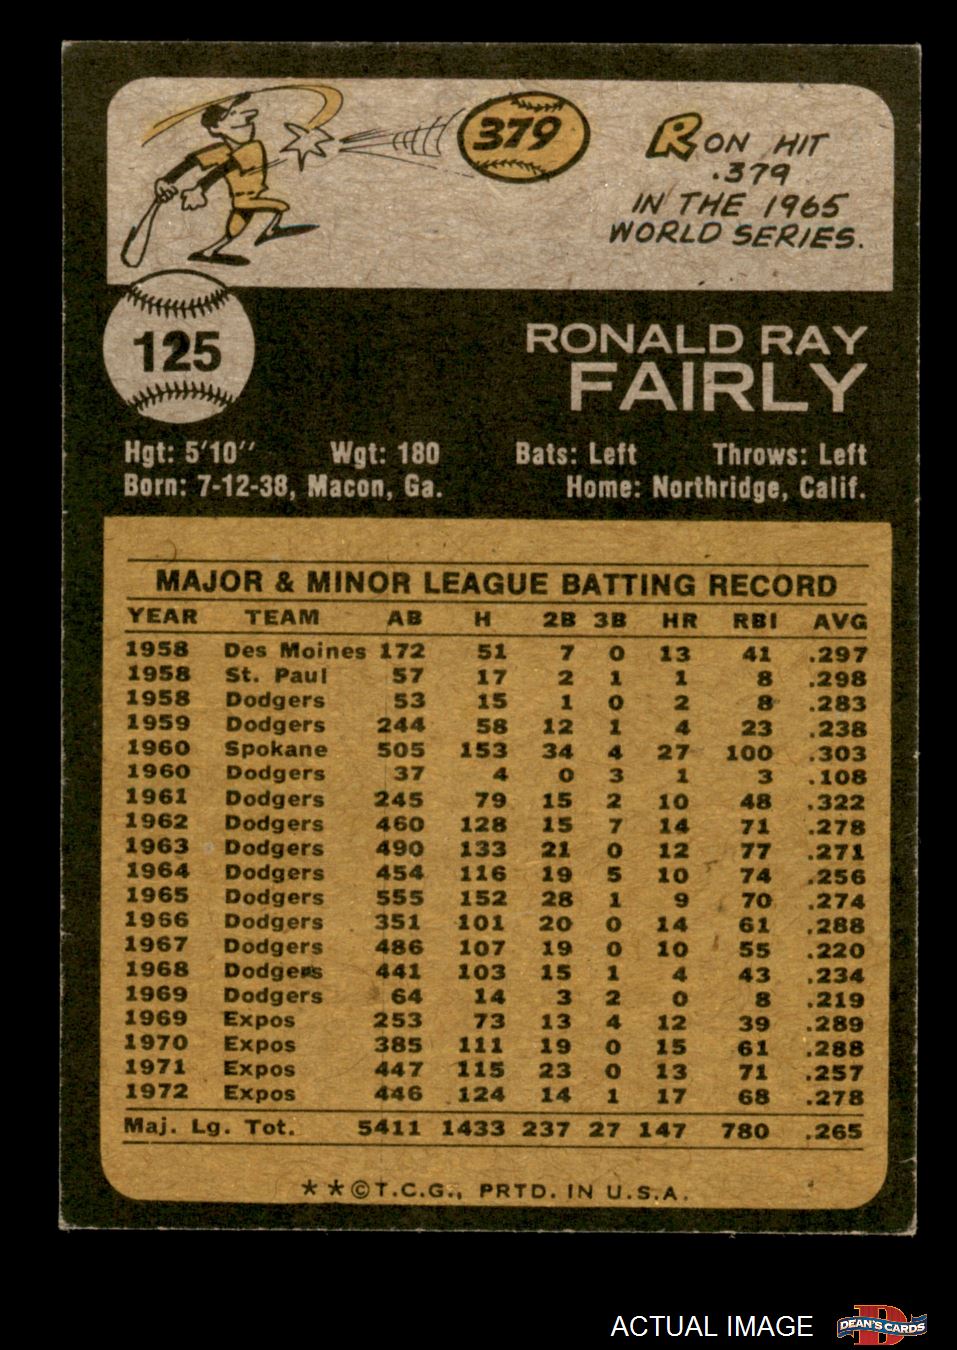 379
RON HIT
.379
IN THE 1965
WORLD SERIES.
125
RONALD RAY
FAIRLY
Hgt: 5'10'' Wgt: 180 Bats: Left Throws: Left
Born: 7-12-38, Macon, Ga. Home: Northridge, Calif.
MAJOR & MINOR LEAGUE BATTING RECORD
YEAR TEAM AB H 2B 3B HR RBI AVG
1958 Des Moines 172 51 7 0 13 41 .297
1958 St. Paul 57 17 2 1 1 8 .298
1958 Dodgers 53 15 1 0 2 8 .283
1959 Dodgers 244 58 12 1 4 23 .238
1960 Spokane 505 153 34 4 27 100 .303
1960 Dodgers 37 4 0 3 1 3 .108
1961 Dodgers 245 79 15 2 10 48 .322
1962 Dodgers 460 128 15 7 14 71 .278
1963 Dodgers 490 133 21 0 12 77 .271
1964 Dodgers 454 116 19 5 10 74 .256
1965 Dodgers 555 152 28 1 9 70 .274
1966 Dodgers 351 101 20 0 14 61 .288
1967 Dodgers 486 107 19 0 10 55 .220
1968 Dodgers 441 103 15 1 4 43 .234
1969 Dodgers 64 14 3 2 0 8 .219
1969 Expos 253 73 13 4 12 39 .289
1970 Expos 385 111 19 0 15 61 .288
1971 Expos 447 115 23 0 13 71 .257
1972 Expos 446 124 14 1 17 68 .278
Maj. Lg. Tot. 5411 1433 237 27 147 780 .265
**©T.C.G., PRTD. IN U.S.A.
ACTUAL IMAGE
D
DEAN'S CARDS